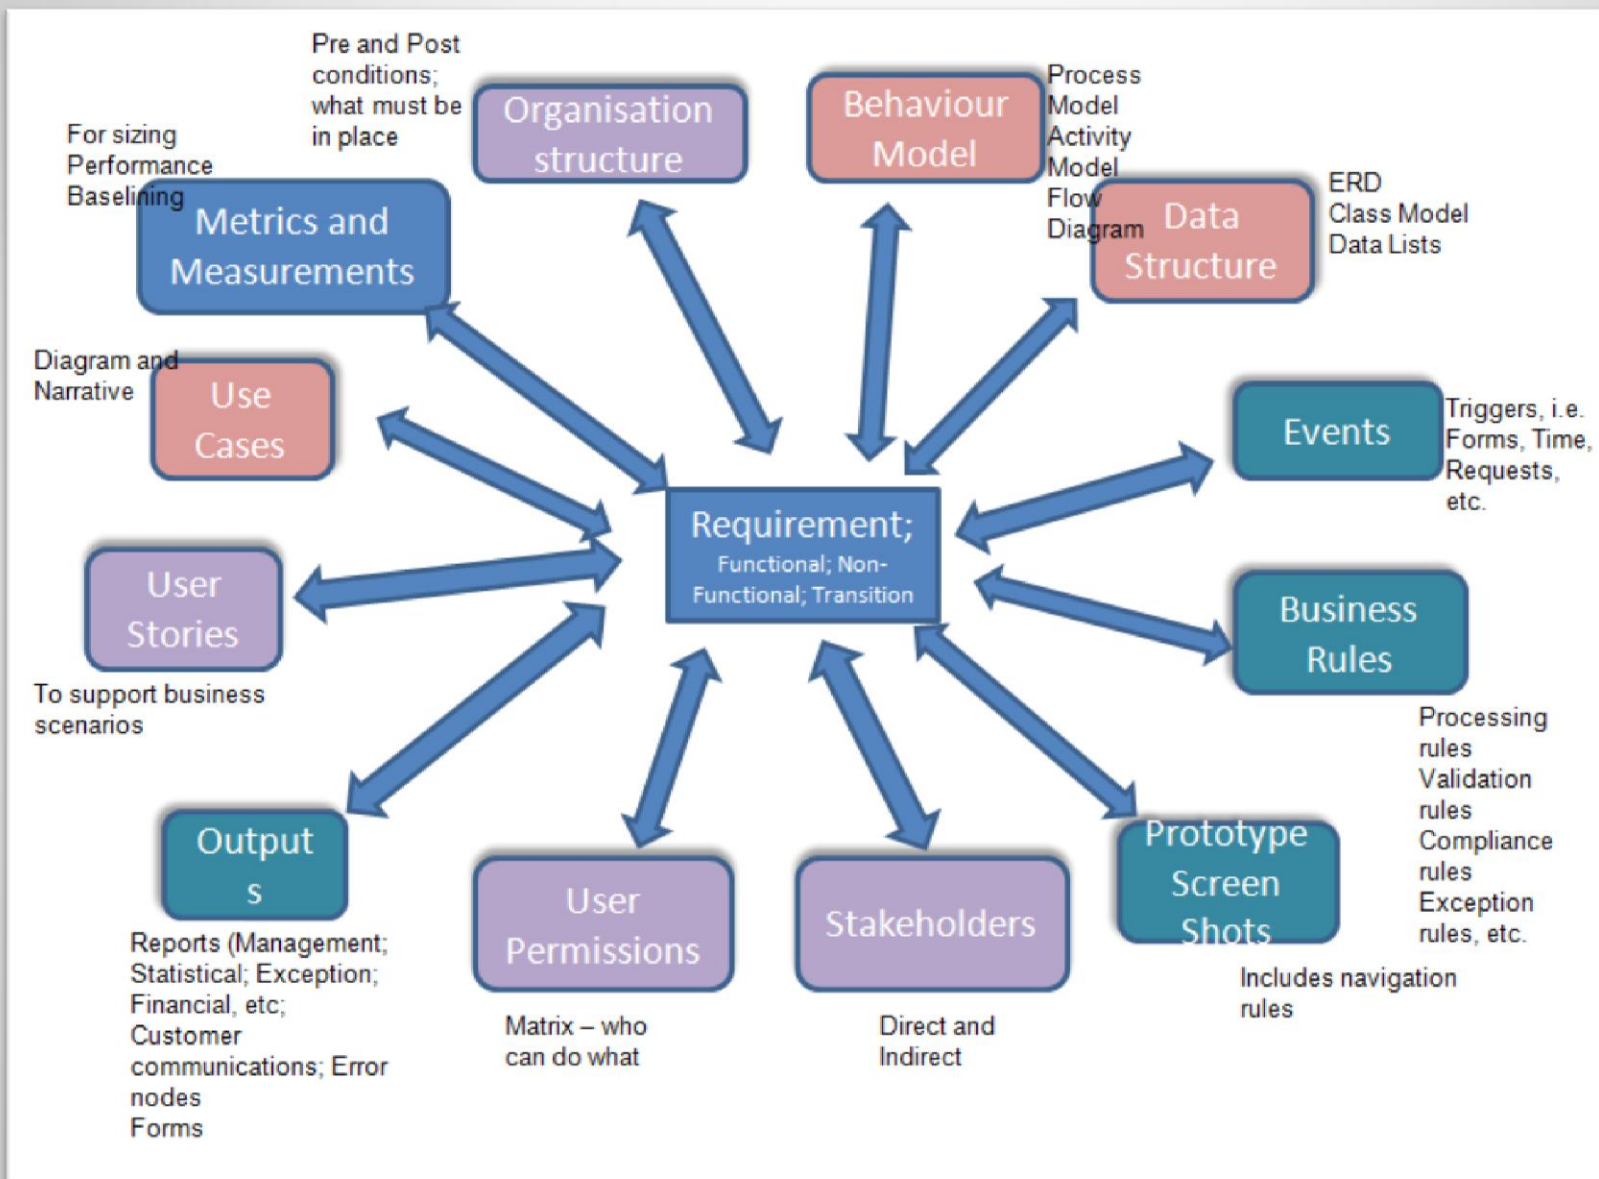 Pre and Post
conditions;
what must be
in place
Organisation
structure
Behaviour
Model
Process
Model
Activity
Model
Flow
Diagram
For sizing
Performance
Baselining
Metrics and
Measurements
Data
Structure
ERD
Class Model
Data Lists
Diagram and
Narrative
Use
Cases
Events
Triggers, i.e.
Forms, Time,
Requests,
etc.
Requirement;
Functional; Non-
Functional; Transition
User
Stories
To support business
scenarios
Business
Rules
Processing
rules
Validation
rules
Compliance
rules
Exception
rules, etc.
Output
s
Reports (Management;
Statistical; Exception;
Financial, etc;
Customer
communications; Error
nodes
Forms
User
Permissions
Matrix – who
can do what
Stakeholders
Direct and
Indirect
Prototype
Screen
Shots
Includes navigation
rules